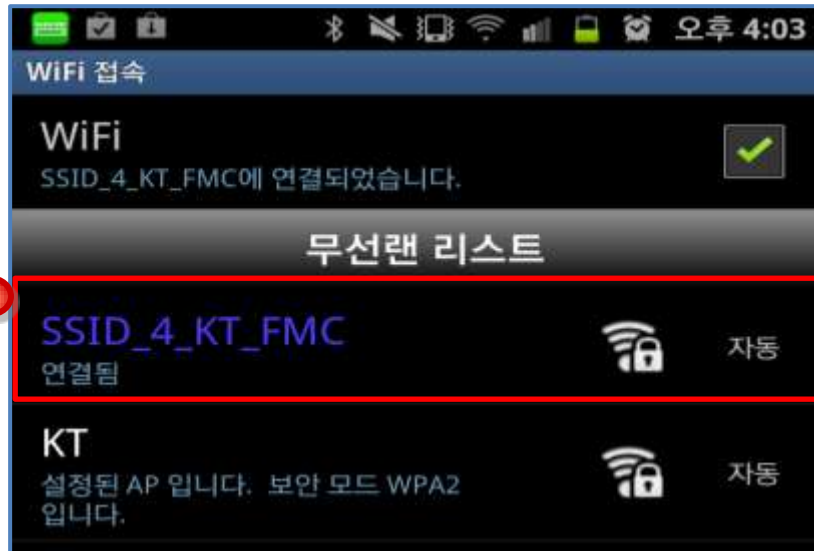 오후 4:03
WiFi 접속
WiFi
SSID_4_KT_FMC에 연결되었습니다.
무선랜 리스트
SSID_4_KT_FMC
자동
연결됨
KT
자동
설정된 AP 입니다. 보안 모드 WPA2
입니다.